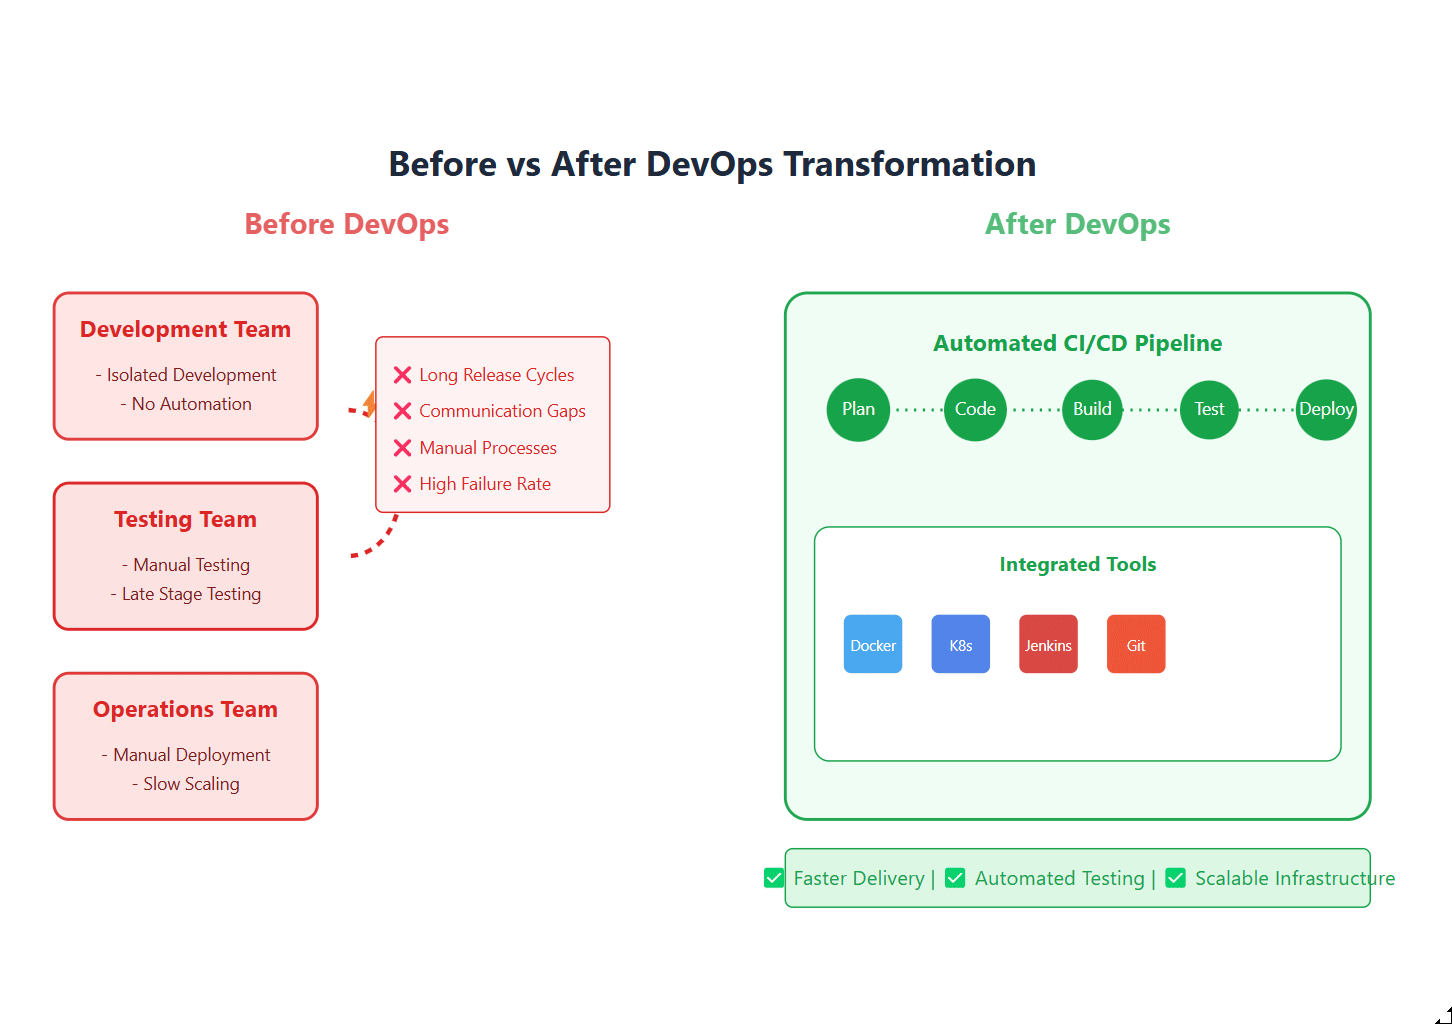 Before vs After DevOps Transformation
Before DevOps
Development Team
- Isolated Development
- No Automation
Testing Team
- Manual Testing
- Late Stage Testing
Operations Team
- Manual Deployment
- Slow Scaling
❌ Long Release Cycles
❌ Communication Gaps
❌ Manual Processes
❌ High Failure Rate
After DevOps
Automated CI/CD Pipeline
Plan Code Build Test Deploy
Integrated Tools
Docker K8s Jenkins Git
✅ Faster Delivery | ✅ Automated Testing | ✅ Scalable Infrastructure